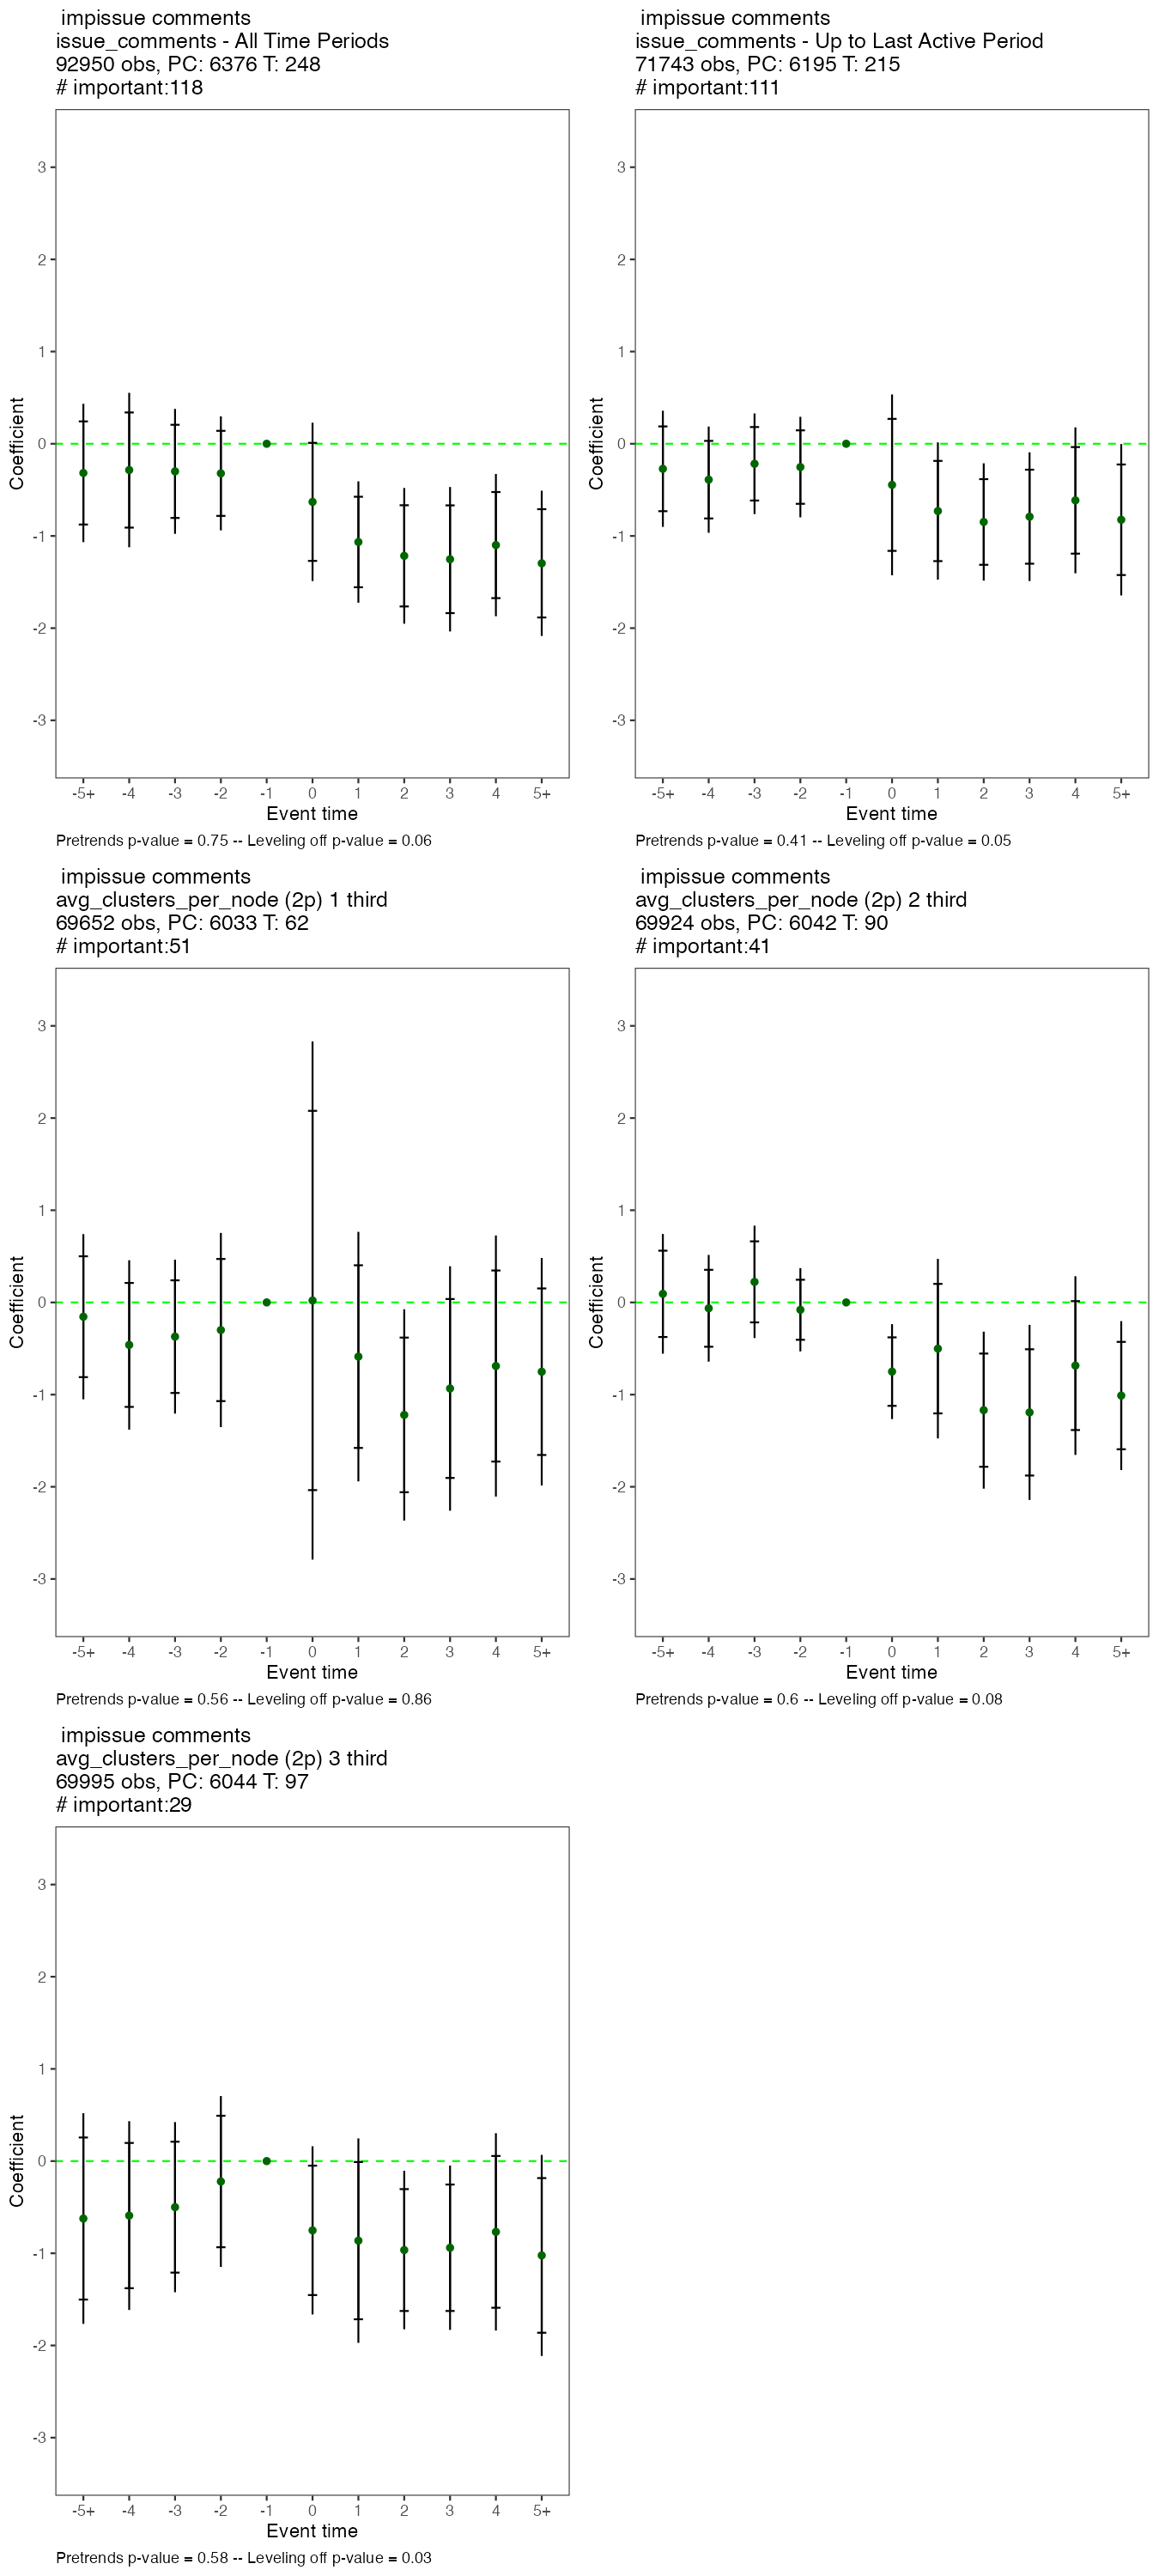 impissue comments
issue_comments - All Time Periods
92950 obs, PC: 6376 T: 248
# important:118
3
2
1
0
-1
-2
-3
Coefficient
-5+ -4 -3 -2 -1 0 1 2 3 4 5+
Event time
Pretrends p-value = 0.75 -- Leveling off p-value = 0.06
impissue comments
issue_comments - Up to Last Active Period
71743 obs, PC: 6195 T: 215
# important:111
3
2
1
0
-1
-2
-3
Coefficient
-5+ -4 -3 -2 -1 0 1 2 3 4 5+
Event time
Pretrends p-value = 0.41 -- Leveling off p-value = 0.05
impissue comments
avg_clusters_per_node (2p) 1 third
69652 obs, PC: 6033 T: 62
# important:51
3
2
1
0
-1
-2
-3
Coefficient
-5+ -4 -3 -2 -1 0 1 2 3 4 5+
Event time
Pretrends p-value = 0.56 -- Leveling off p-value = 0.86
impissue comments
avg_clusters_per_node (2p) 2 third
69924 obs, PC: 6042 T: 90
# important:41
3
2
1
0
-1
-2
-3
Coefficient
-5+ -4 -3 -2 -1 0 1 2 3 4 5+
Event time
Pretrends p-value = 0.6 -- Leveling off p-value = 0.08
impissue comments
avg_clusters_per_node (2p) 3 third
69995 obs, PC: 6044 T: 97
# important:29
3
2
1
0
-1
-2
-3
Coefficient
-5+ -4 -3 -2 -1 0 1 2 3 4 5+
Event time
Pretrends p-value = 0.58 -- Leveling off p-value = 0.03